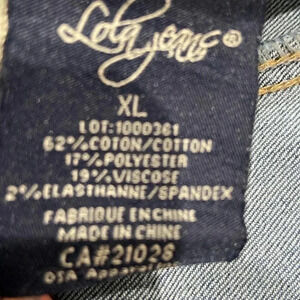 Lola jeans®
XL
LOT:1000361
62%COTON/COTTON
17%POLYESTER
19%VISCOSE
2%ELASTHANNE/SPANDEX
FABRIQUE EN CHINE
MADE IN CHINA
CA#21028